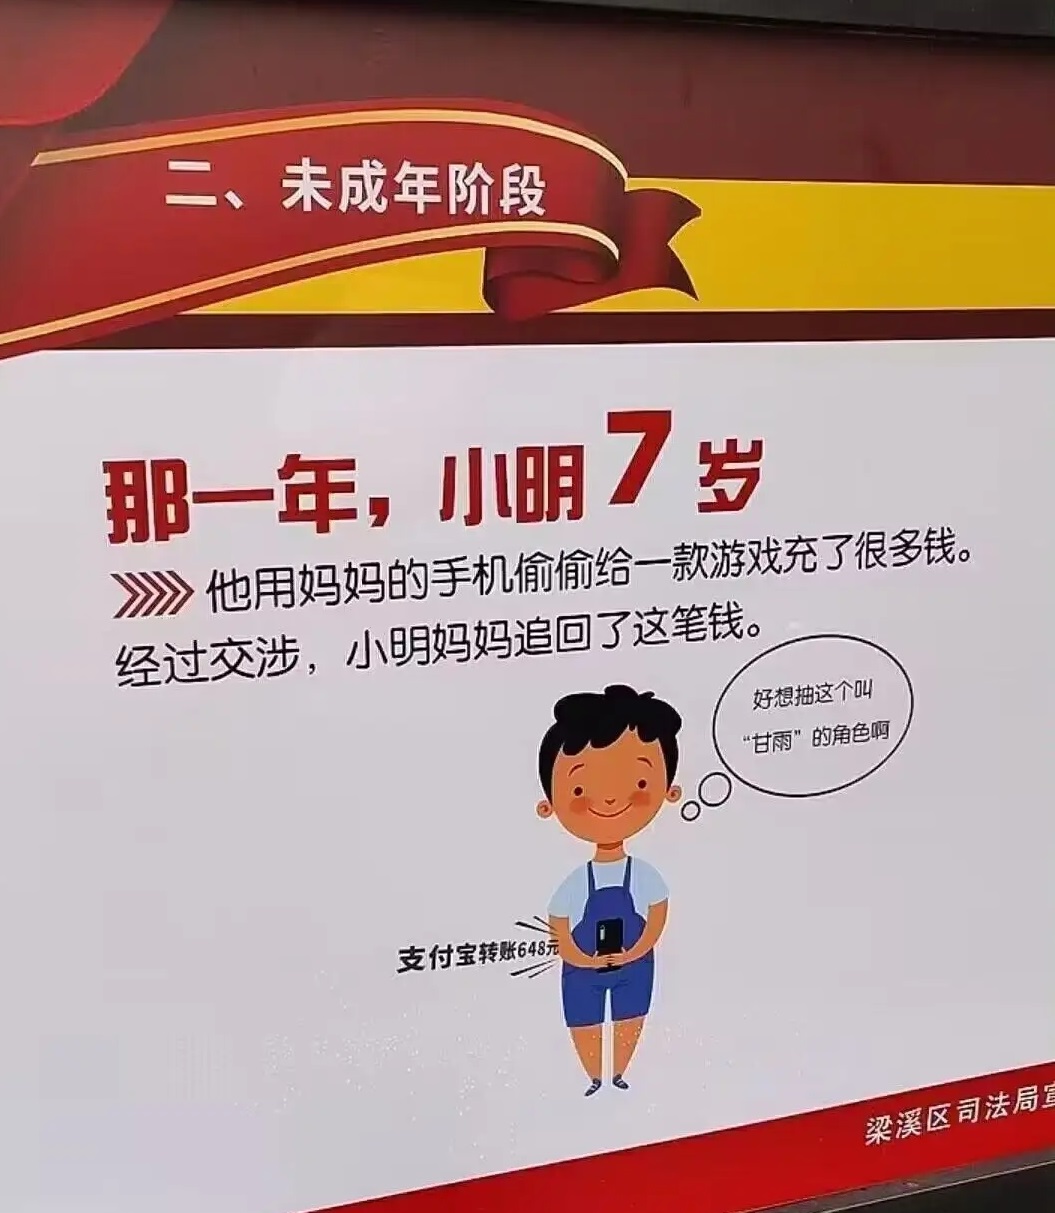 二、未成年阶段
那一年，小明7岁
他用妈妈的手机偷偷给一款游戏充了很多钱。
经过交涉，小明妈妈追回了这笔钱。
好想抽这个叫
“甘雨”的角色啊
支付宝转账648元
梁溪区司法局宣